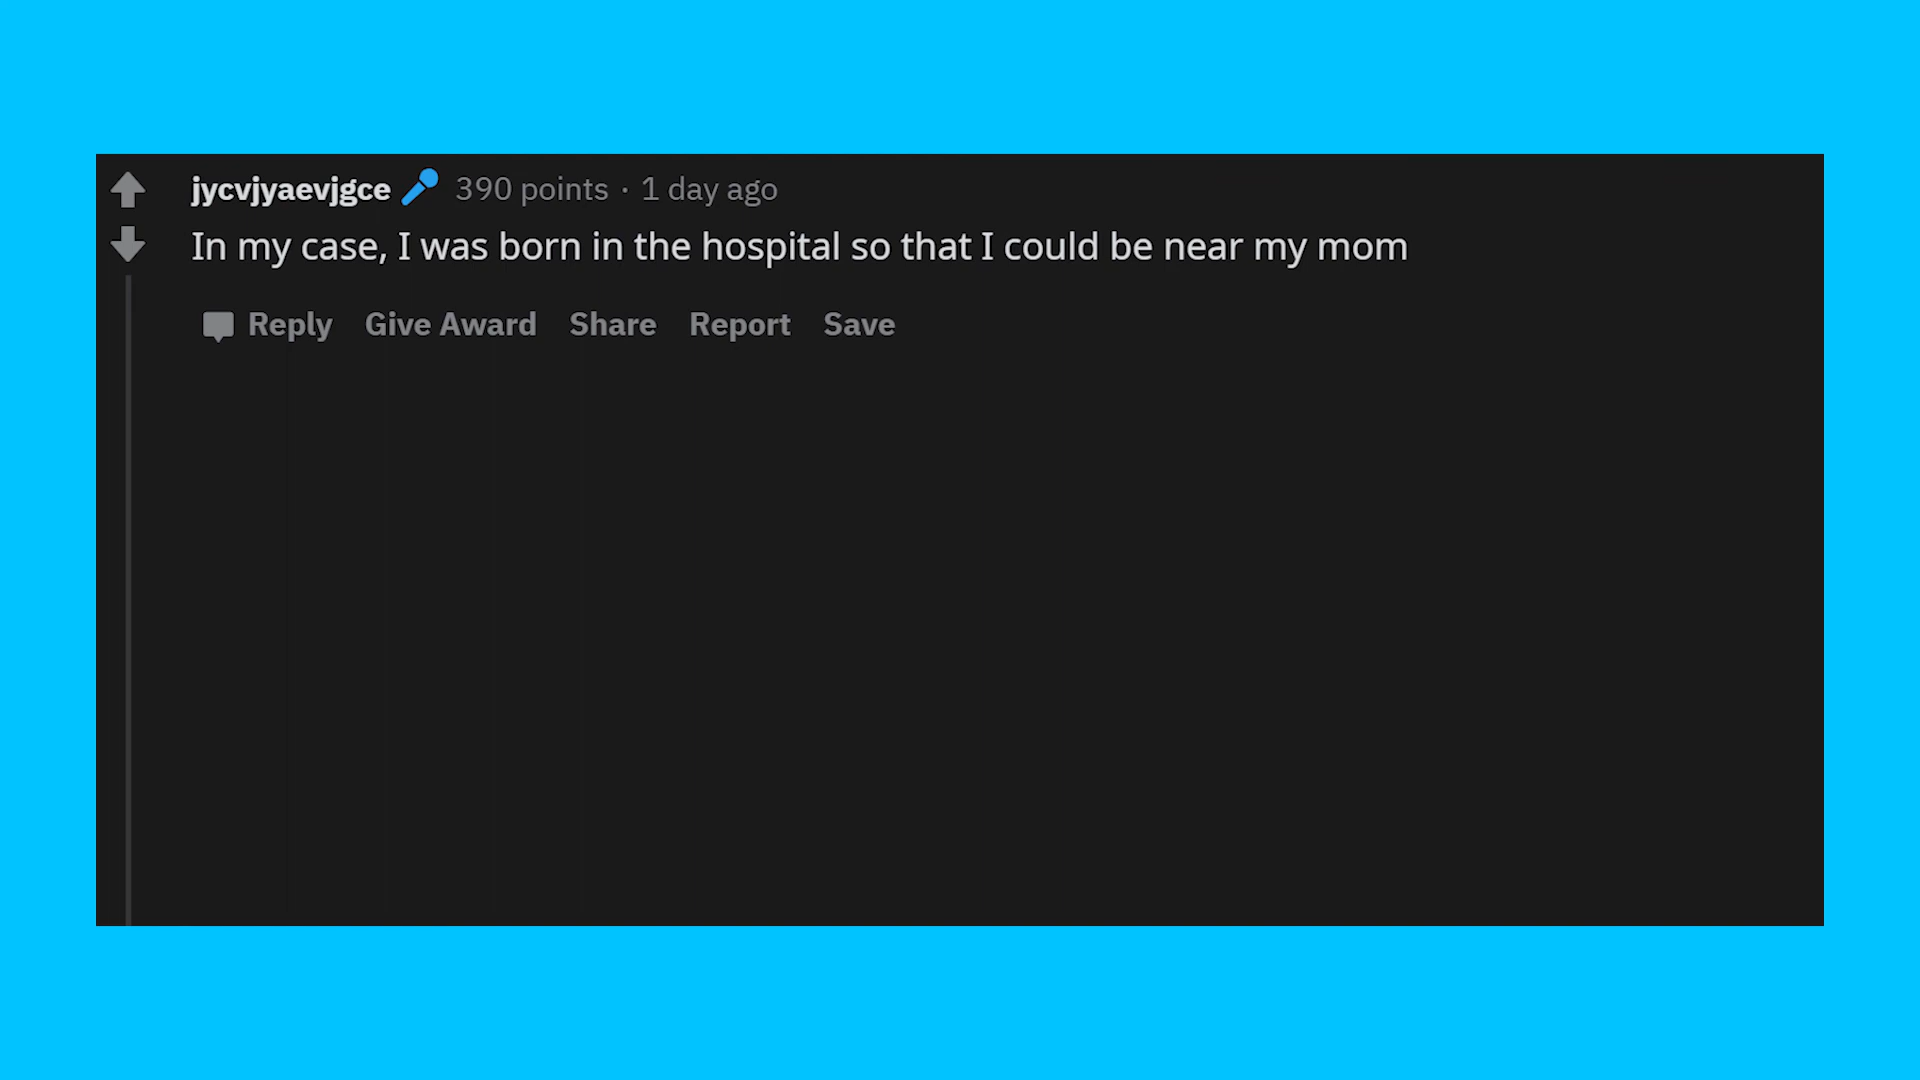 jycvjyaevjgce 390 points · 1 day ago
In my case, I was born in the hospital so that I could be near my mom
Reply Give Award Share Report Save